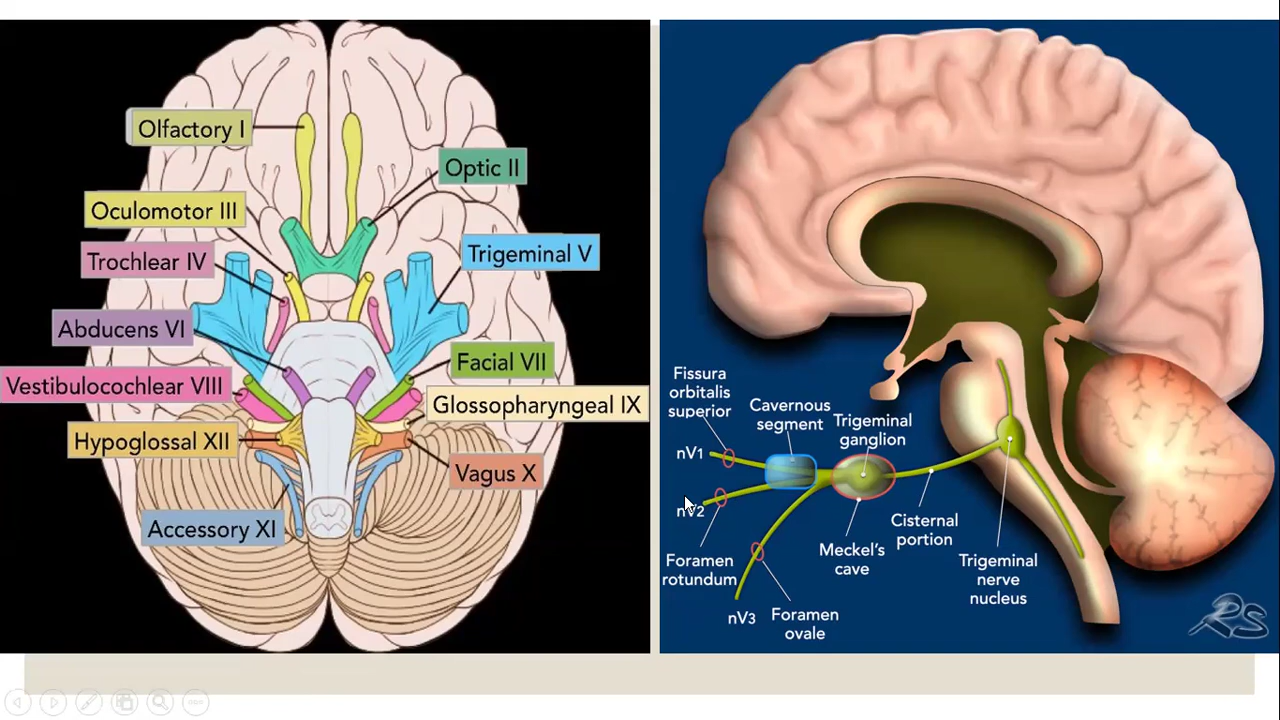 Olfactory I
Optic II
Oculomotor III
Trochlear IV
Trigeminal V
Abducens VI
Facial VII
Vestibulocochlear VIII
Glossopharyngeal IX
Hypoglossal XII
Vagus X
Accessory XI
Fissura
orbitalis
superior
Cavernous
segment
Trigeminal
ganglion
nV1
nV2
Foramen
rotundum
nV3
Foramen
ovale
Meckel's
cave
Cisternal
portion
Trigeminal
nerve
nucleus
RS